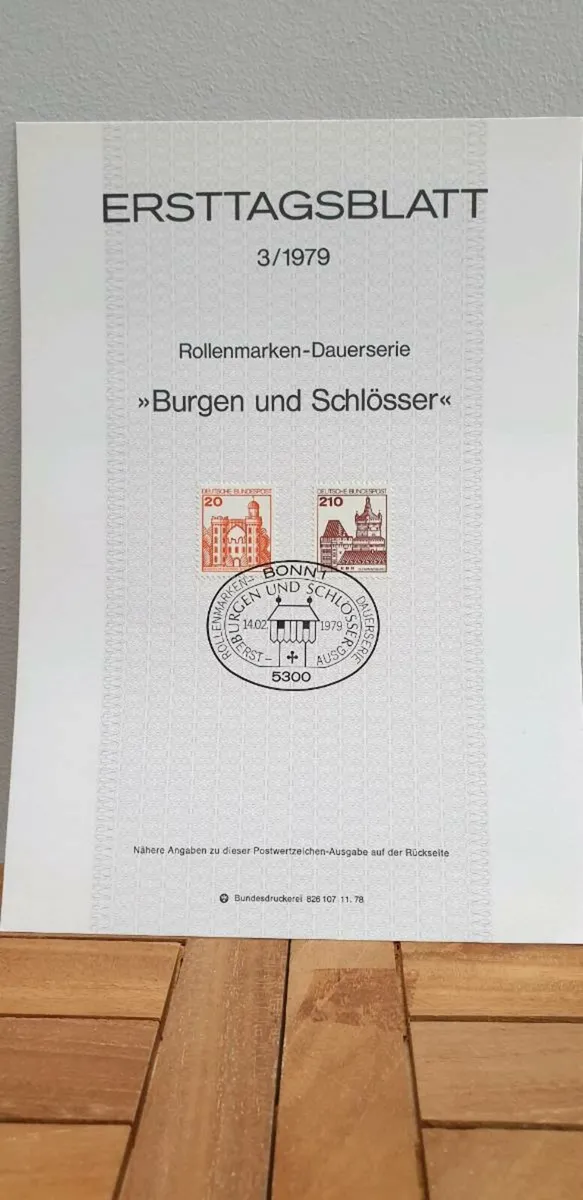 ERSTTAGSBLATT
3/1979
Rollenmarken-Dauerserie
»Burgen und Schlösser«
DEUTSCHE BUNDESPOST
20
DEUTSCHE BUNDESPOST
210
BONN 1
ROLLENMARKEN- DAUERSERIE
BURGEN UND SCHLÖSSER
14.02. 1979
ERST- AUSG.
5300
Nähere Angaben zu dieser Postwertzeichen-Ausgabe auf der Rückseite
Bundesdruckerei 826 107 11. 78